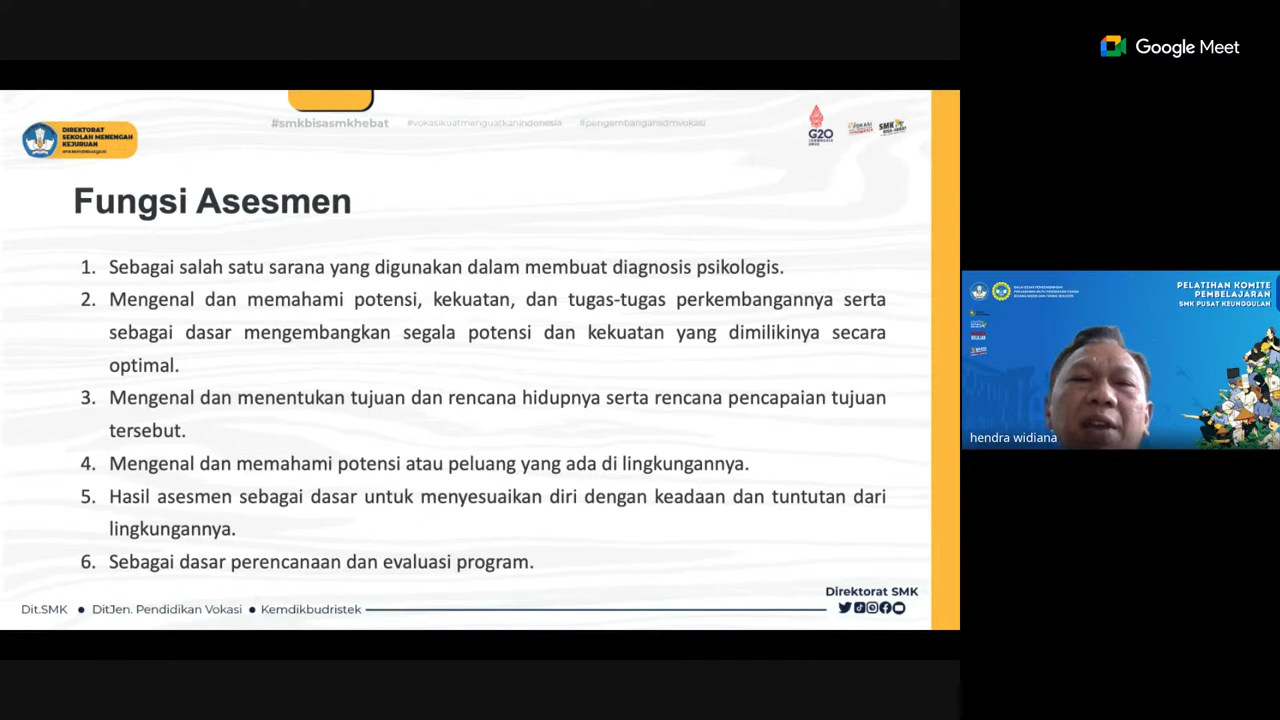 Google Meet
#smkbisasmkhebat #vokasikuatmenguatkanindonesia #pengembangansdmvokasi
DIREKTORAT
SEKOLAH MENENGAH
KEJURUAN
G20
INDONESIA
2022
VOKASI
SMK
Fungsi Asesmen
1. Sebagai salah satu sarana yang digunakan dalam membuat diagnosis psikologis.
2. Mengenal dan memahami potensi, kekuatan, dan tugas-tugas perkembangannya serta
sebagai dasar mengembangkan segala potensi dan kekuatan yang dimilikinya secara
optimal.
3. Mengenal dan menentukan tujuan dan rencana hidupnya serta rencana pencapaian tujuan
tersebut.
4. Mengenal dan memahami potensi atau peluang yang ada di lingkungannya.
5. Hasil asesmen sebagai dasar untuk menyesuaikan diri dengan keadaan dan tuntutan dari
lingkungannya.
6. Sebagai dasar perencanaan dan evaluasi program.
Direktorat SMK
Dit.SMK • DitJen. Pendidikan Vokasi • Kemdikbudristek
PELATIHAN KOMITE
PEMBELAJARAN
SMK PUSAT KEUNGGULAN
hendra widiana